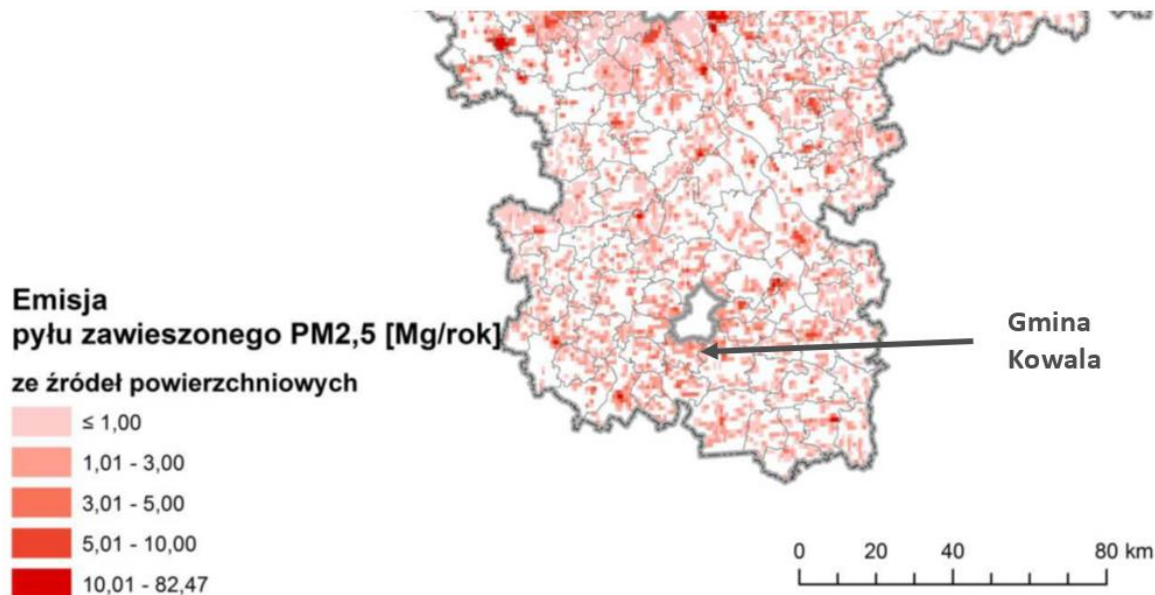 Emisja
pyłu zawieszonego PM2,5 [Mg/rok]
ze źródeł powierzchniowych
≤ 1,00
1,01 - 3,00
3,01 - 5,00
5,01 - 10,00
10,01 - 82,47
Gmina
Kowala
0 20 40 80 km